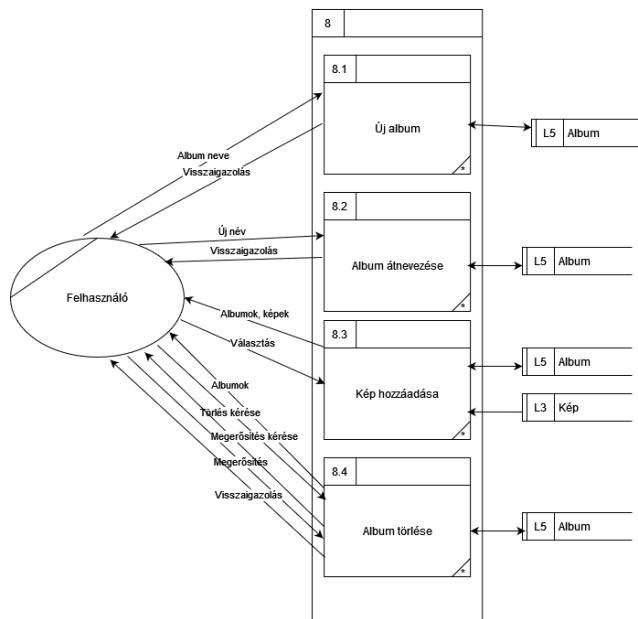 8
8.1
Új album
*
L5 Album
Album neve
Visszaigazolás
8.2
Album átnevezése
*
L5 Album
Új név
Visszaigazolás
Felhasználó
8.3
Kép hozzáadása
*
L5 Album
L3 Kép
Albumok, képek
Választás
8.4
Album törlése
*
L5 Album
Albumok
Törlés kérése
Megerősítés kérése
Megerősítés
Visszaigazolás